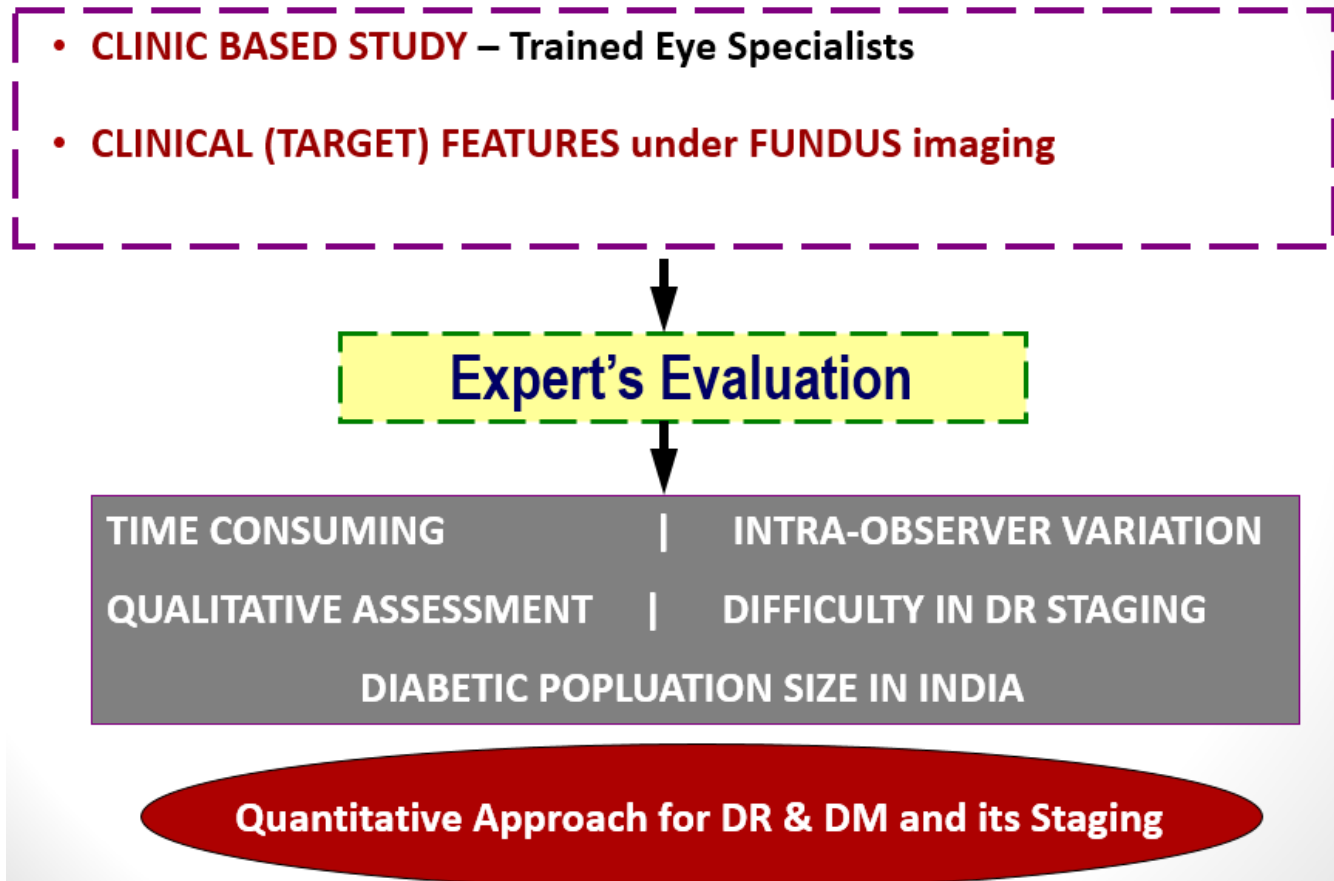 • CLINIC BASED STUDY – Trained Eye Specialists
• CLINICAL (TARGET) FEATURES under FUNDUS imaging
Expert’s Evaluation
TIME CONSUMING | INTRA-OBSERVER VARIATION
QUALITATIVE ASSESSMENT | DIFFICULTY IN DR STAGING
DIABETIC POPLUATION SIZE IN INDIA
Quantitative Approach for DR & DM and its Staging